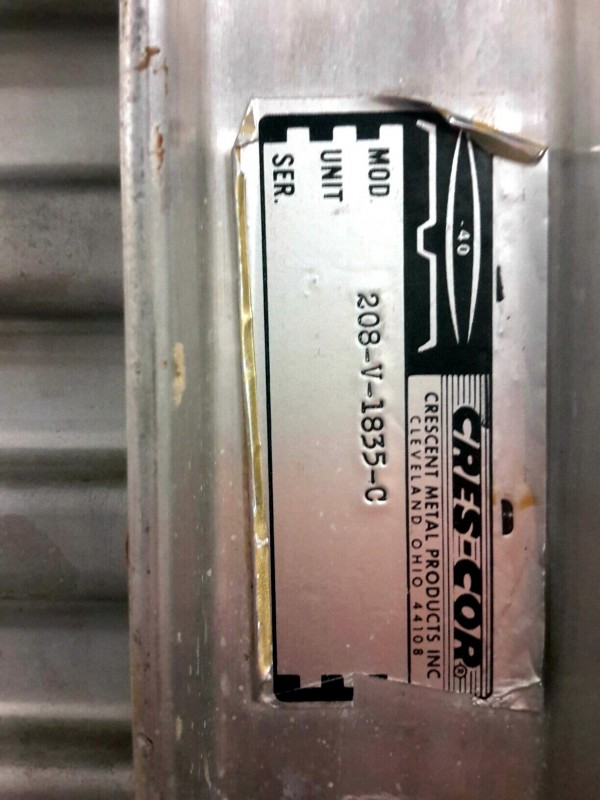 -40
CRES-COR®
CRESCENT METAL PRODUCTS INC
CLEVELAND OHIO 44108
MOD. 208-V-1835-C
UNIT
SER.